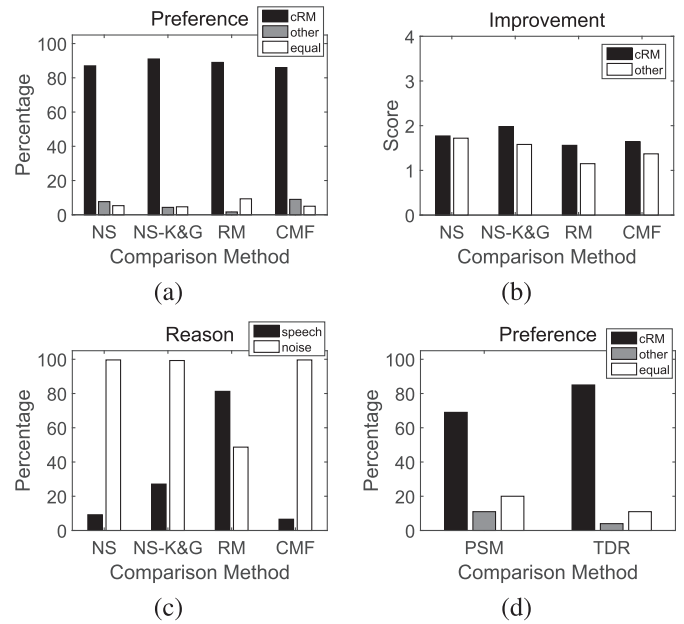 Preference
cRM
other
equal
Percentage
100
80
60
40
20
0
NS NS-K&G RM CMF
Comparison Method
(a)
Improvement
cRM
other
Score
4
3
2
1
0
NS NS-K&G RM CMF
Comparison Method
(b)
Reason
speech
noise
Percentage
100
80
60
40
20
0
NS NS-K&G RM CMF
Comparison Method
(c)
Preference
cRM
other
equal
Percentage
100
80
60
40
20
0
PSM TDR
Comparison Method
(d)